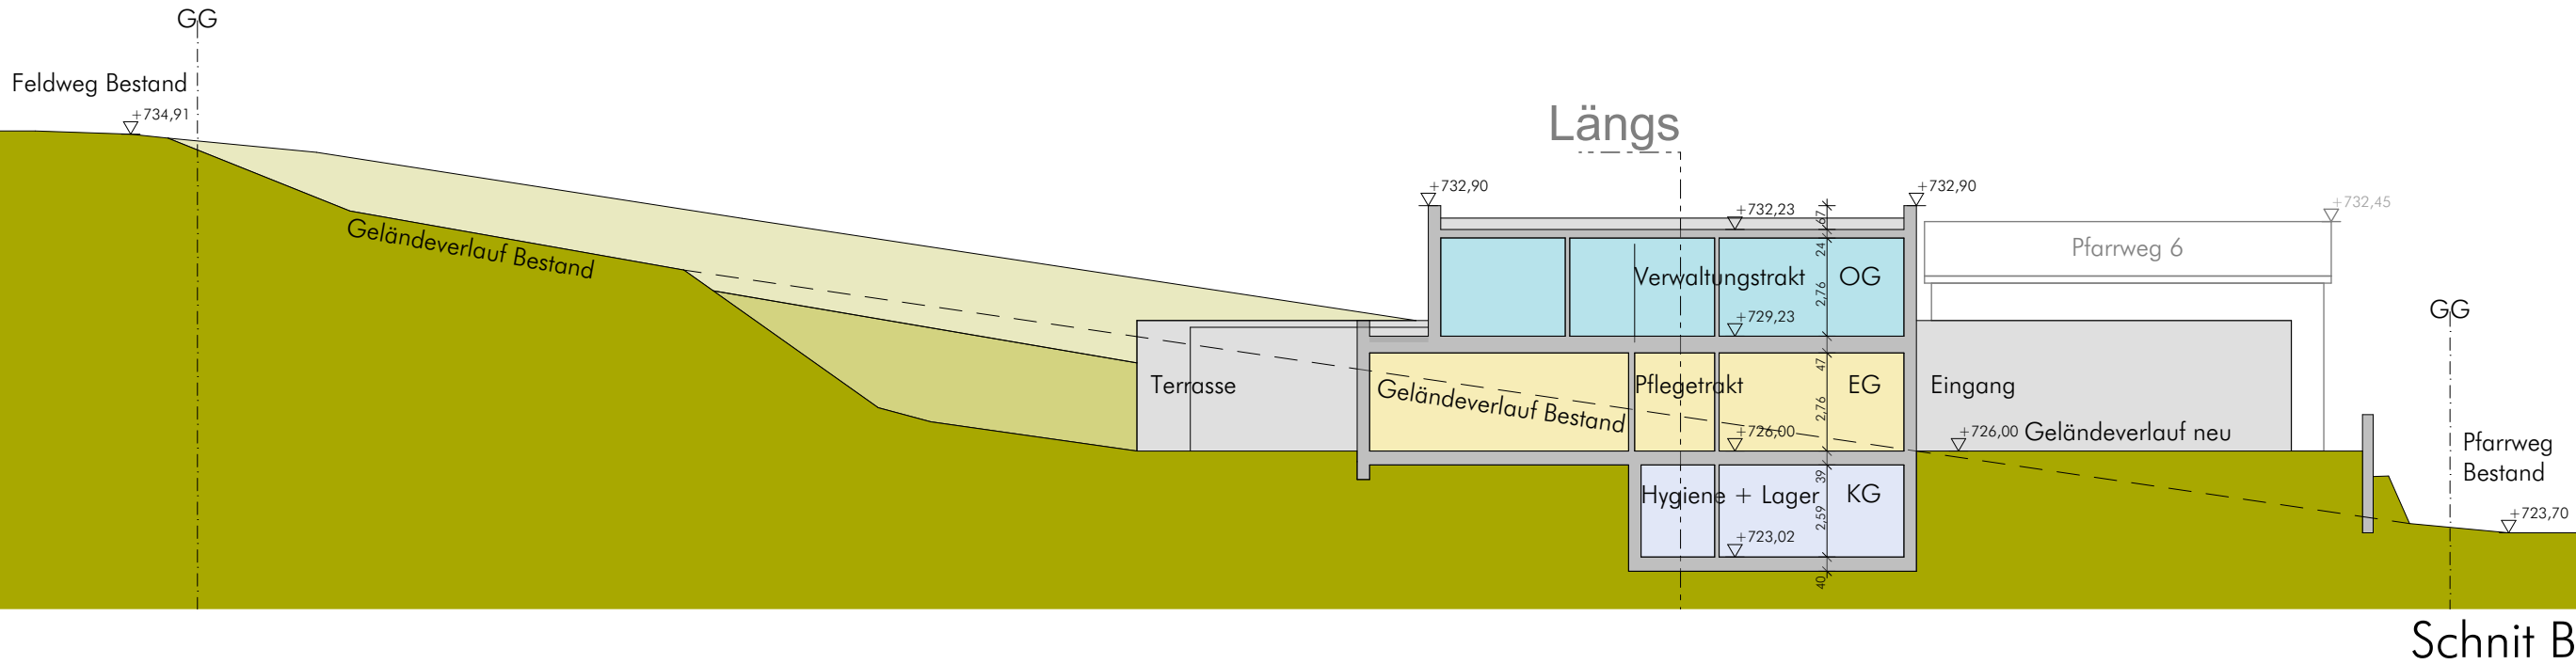 GG
Feldweg Bestand
+734,91
Längs
+732,90
+732,90
+732,23
67
+732,45
Geländeverlauf Bestand
24
Pfarrweg 6
Verwaltungstrakt
OG
2,76
+729,23
GG
47
Terrasse
Geländeverlauf Bestand
Pflegetrakt
EG
Eingang
2,76
+726,00
+726,00
Geländeverlauf neu
Pfarrweg
Bestand
39
Hygiene + Lager
KG
2,59
+723,70
+723,02
40
Schnit B